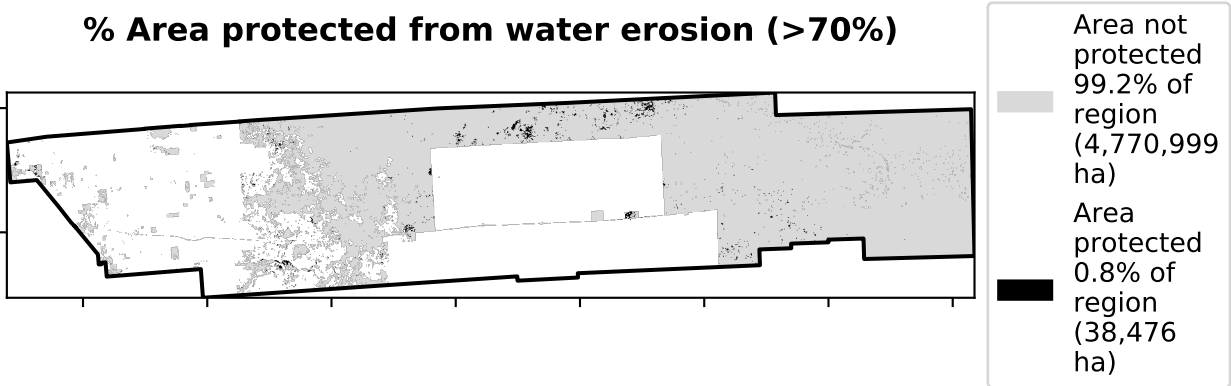 % Area protected from water erosion (>70%)
Area not
protected
99.2% of
region
(4,770,999
ha)
Area
protected
0.8% of
region
(38,476
ha)